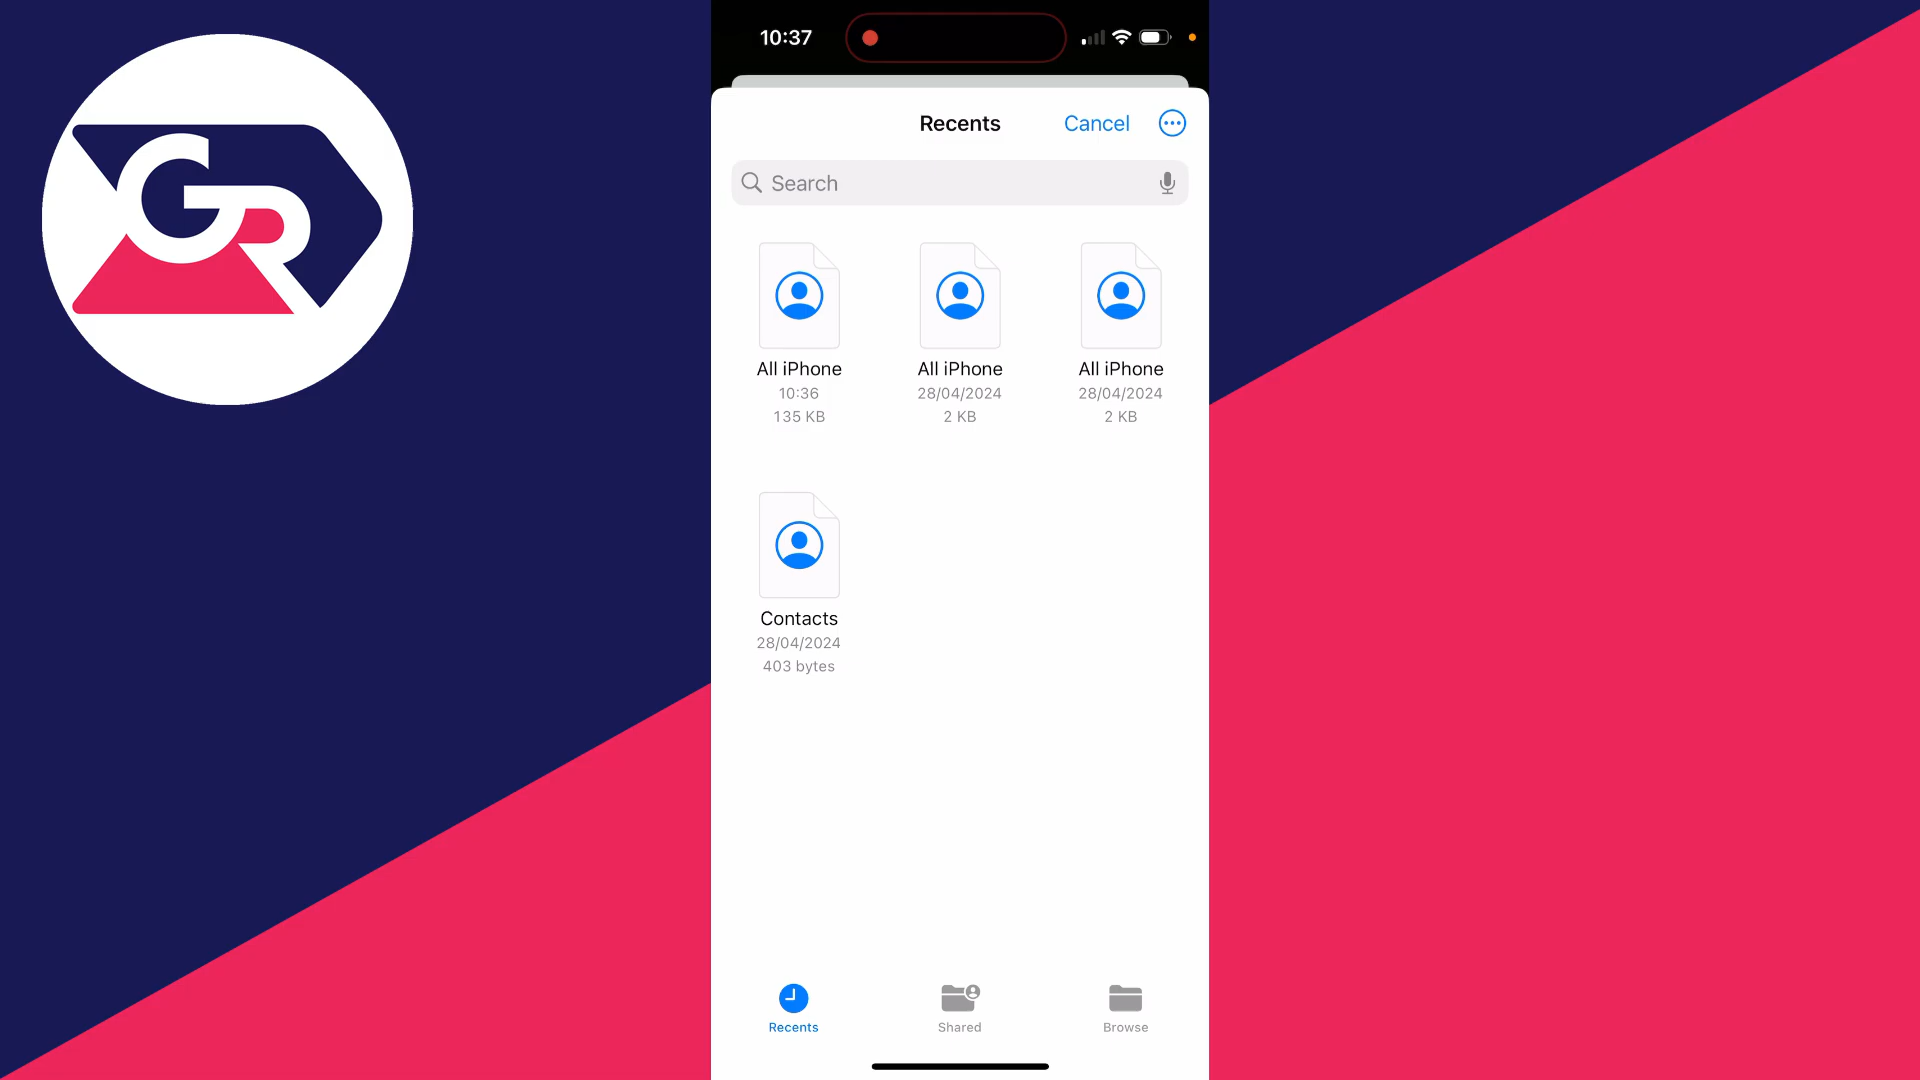 GR
10:37
Recents
Cancel
Search
All iPhone
10:36
135 KB
All iPhone
28/04/2024
2 KB
All iPhone
28/04/2024
2 KB
Contacts
28/04/2024
403 bytes
Recents
Shared
Browse